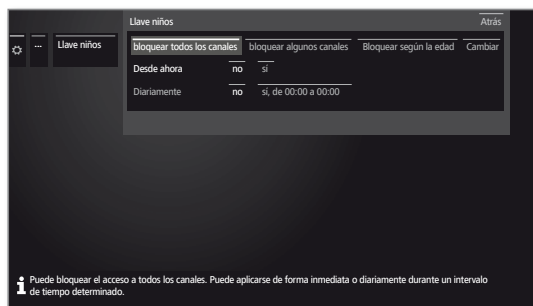 Llave niños
Atrás
... Llave niños
bloquear todos los canales bloquear algunos canales Bloquear según la edad Cambiar
Desde ahora no sí
Diariamente no sí, de 00:00 a 00:00
Puede bloquear el acceso a todos los canales. Puede aplicarse de forma inmediata o diariamente durante un intervalo
de tiempo determinado.